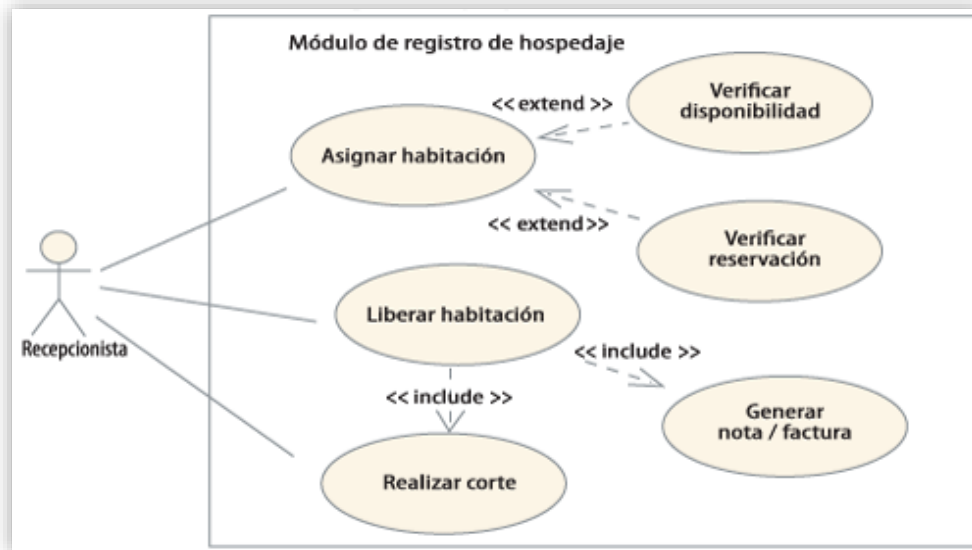 Módulo de registro de hospedaje
Verificar
disponibilidad
<< extend >>
Asignar habitación
<< extend >>
Verificar
reservación
Recepcionista
Liberar habitación
<< include >>
<< include >>
Generar
nota / factura
Realizar corte